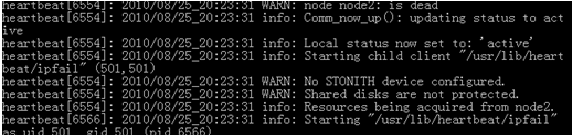 heartbeat[6554]: 2010/08/25_20:23:31 WARN: node node2: is dead
heartbeat[6554]: 2010/08/25_20:23:31 info: Comm_now_up(): updating status to act
ive
heartbeat[6554]: 2010/08/25_20:23:31 info: Local status now set to: 'active'
heartbeat[6554]: 2010/08/25_20:23:31 info: Starting child client "/usr/lib/heart
beat/ipfail" (501,501)
heartbeat[6554]: 2010/08/25_20:23:31 WARN: No STONITH device configured.
heartbeat[6554]: 2010/08/25_20:23:31 WARN: Shared disks are not protected.
heartbeat[6554]: 2010/08/25_20:23:31 info: Resources being acquired from node2.
heartbeat[6566]: 2010/08/25_20:23:31 info: Starting "/usr/lib/heartbeat/ipfail"
as uid 501  gid 501 (pid 6566)